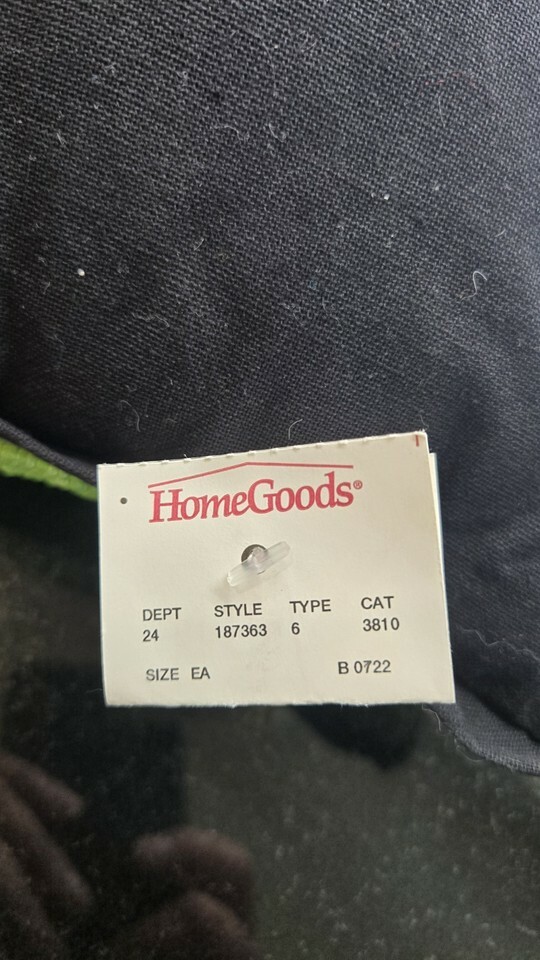 HomeGoods®
DEPT STYLE TYPE CAT
24 187363 6 3810
SIZE EA B 0722